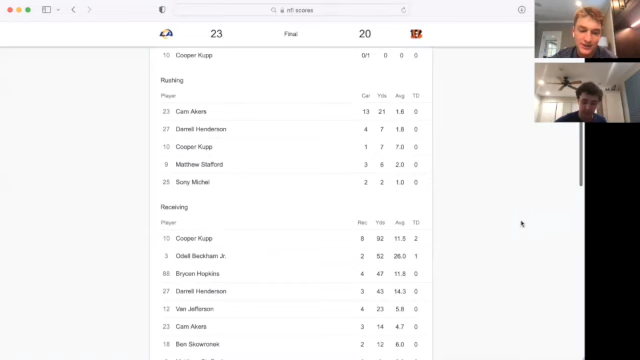 nfl scores
23 Final 20
10 Cooper Kupp 0/1 0 0 0
Rushing
Player Car Yds Avg TD
23 Cam Akers 13 21 1.6 0
27 Darrell Henderson 4 7 1.8 0
10 Cooper Kupp 1 7 7.0 0
9 Matthew Stafford 3 6 2.0 0
25 Sony Michel 2 2 1.0 0
Receiving
Player Rec Yds Avg TD
10 Cooper Kupp 8 92 11.5 2
3 Odell Beckham Jr. 2 52 26.0 1
88 Brycen Hopkins 4 47 11.8 0
27 Darrell Henderson 3 43 14.3 0
12 Van Jefferson 4 23 5.8 0
23 Cam Akers 3 14 4.7 0
18 Ben Skowronek 2 12 6.0 0